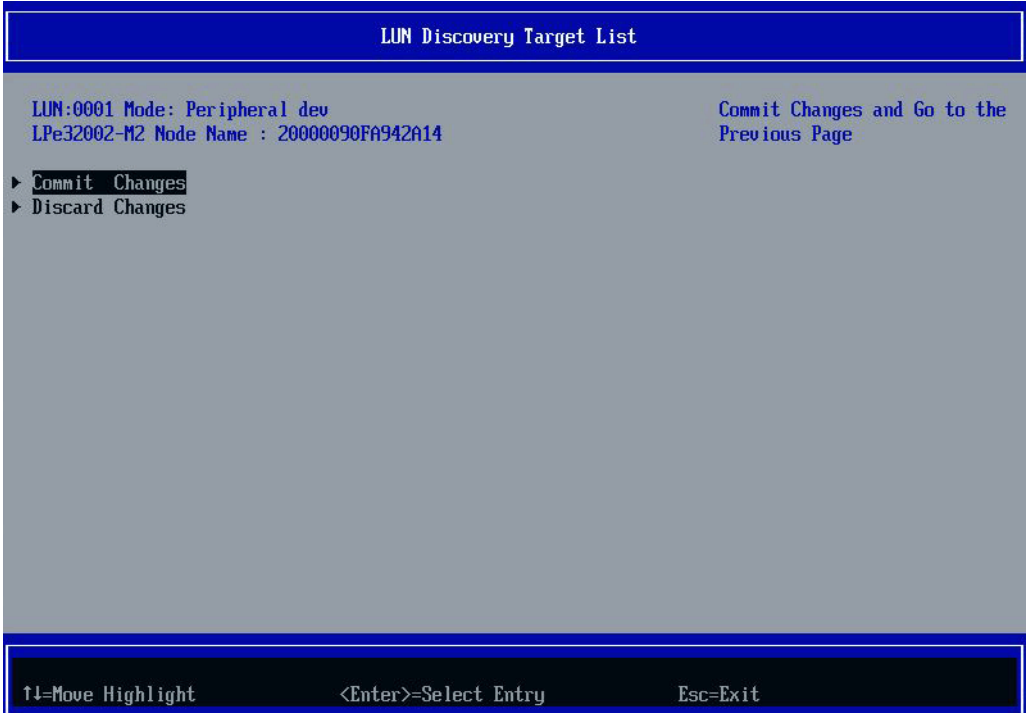 LUN Discovery Target List
LUN:0001 Mode: Peripheral dev
LPe32002-M2 Node Name : 20000090FA942A14
Commit Changes and Go to the
Previous Page
Commit  Changes
Discard Changes
↑↓=Move Highlight
<Enter>=Select Entry
Esc=Exit